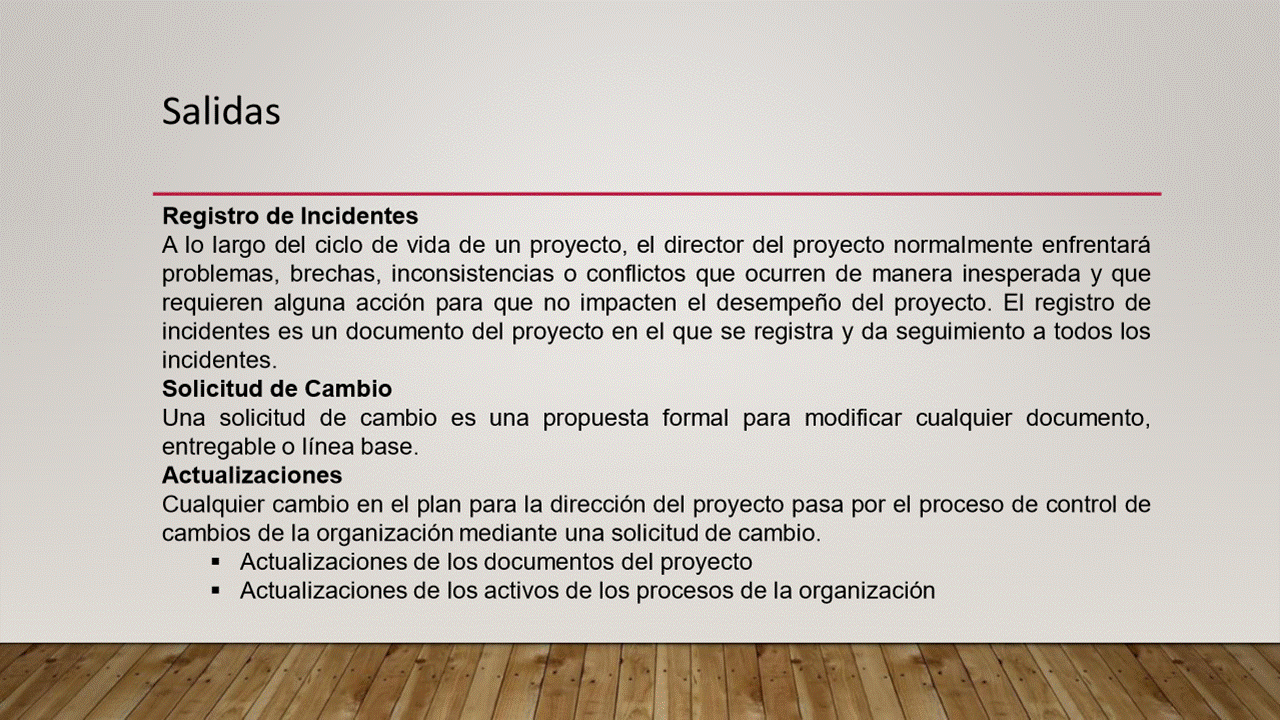 Salidas
Registro de Incidentes
A lo largo del ciclo de vida de un proyecto, el director del proyecto normalmente enfrentará
problemas, brechas, inconsistencias o conflictos que ocurren de manera inesperada y que
requieren alguna acción para que no impacten el desempeño del proyecto. El registro de
incidentes es un documento del proyecto en el que se registra y da seguimiento a todos los
incidentes.
Solicitud de Cambio
Una solicitud de cambio es una propuesta formal para modificar cualquier documento,
entregable o línea base.
Actualizaciones
Cualquier cambio en el plan para la dirección del proyecto pasa por el proceso de control de
cambios de la organización mediante una solicitud de cambio.
▪ Actualizaciones de los documentos del proyecto
▪ Actualizaciones de los activos de los procesos de la organización